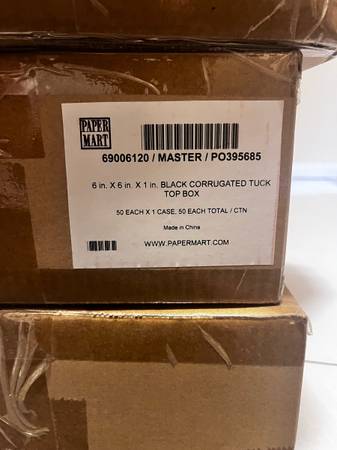 PAPER
MART
69006120 / MASTER / PO395685
6 in. X 6 in. X 1 in. BLACK CORRUGATED TUCK
TOP BOX
50 EACH X 1 CASE, 50 EACH TOTAL / CTN
Made in China
WWW.PAPERMART.COM